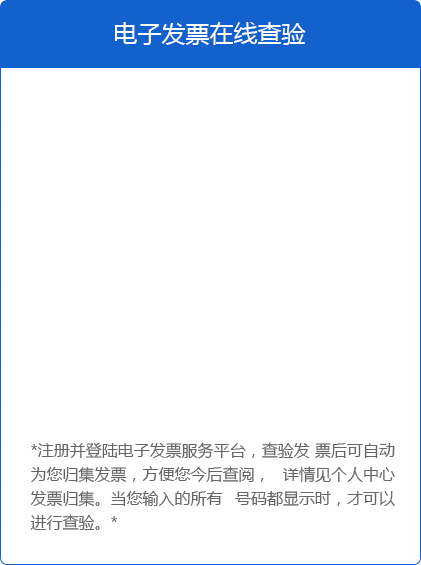 电子发票在线查验
*注册并登陆电子发票服务平台，查验发 票后可自动
为您归集发票，方便您今后查阅， 详情见个人中心
发票归集。当您输入的所有 号码都显示时，才可以
进行查验。*